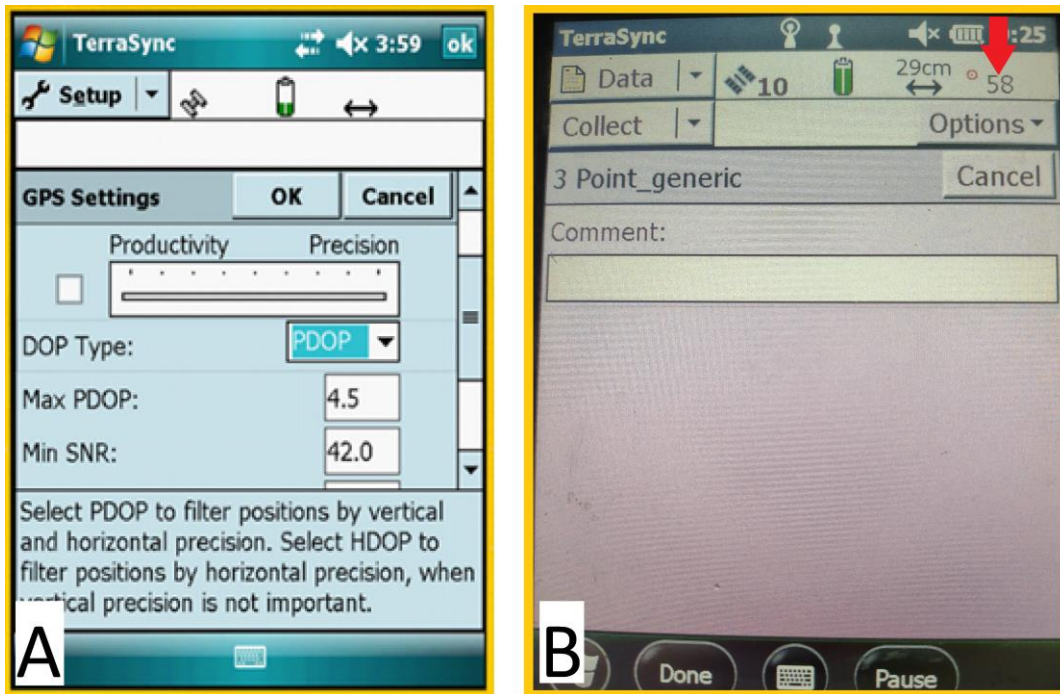 TerraSync 3:59 ok
Setup
GPS Settings OK Cancel
Productivity Precision
DOP Type: PDOP
Max PDOP: 4.5
Min SNR: 42.0
Select PDOP to filter positions by vertical
and horizontal precision. Select HDOP to
filter positions by horizontal precision, when
vertical precision is not important.
A
TerraSync :25
Data 10 29cm 58
Collect Options
3 Point_generic Cancel
Comment:
Done Pause
B